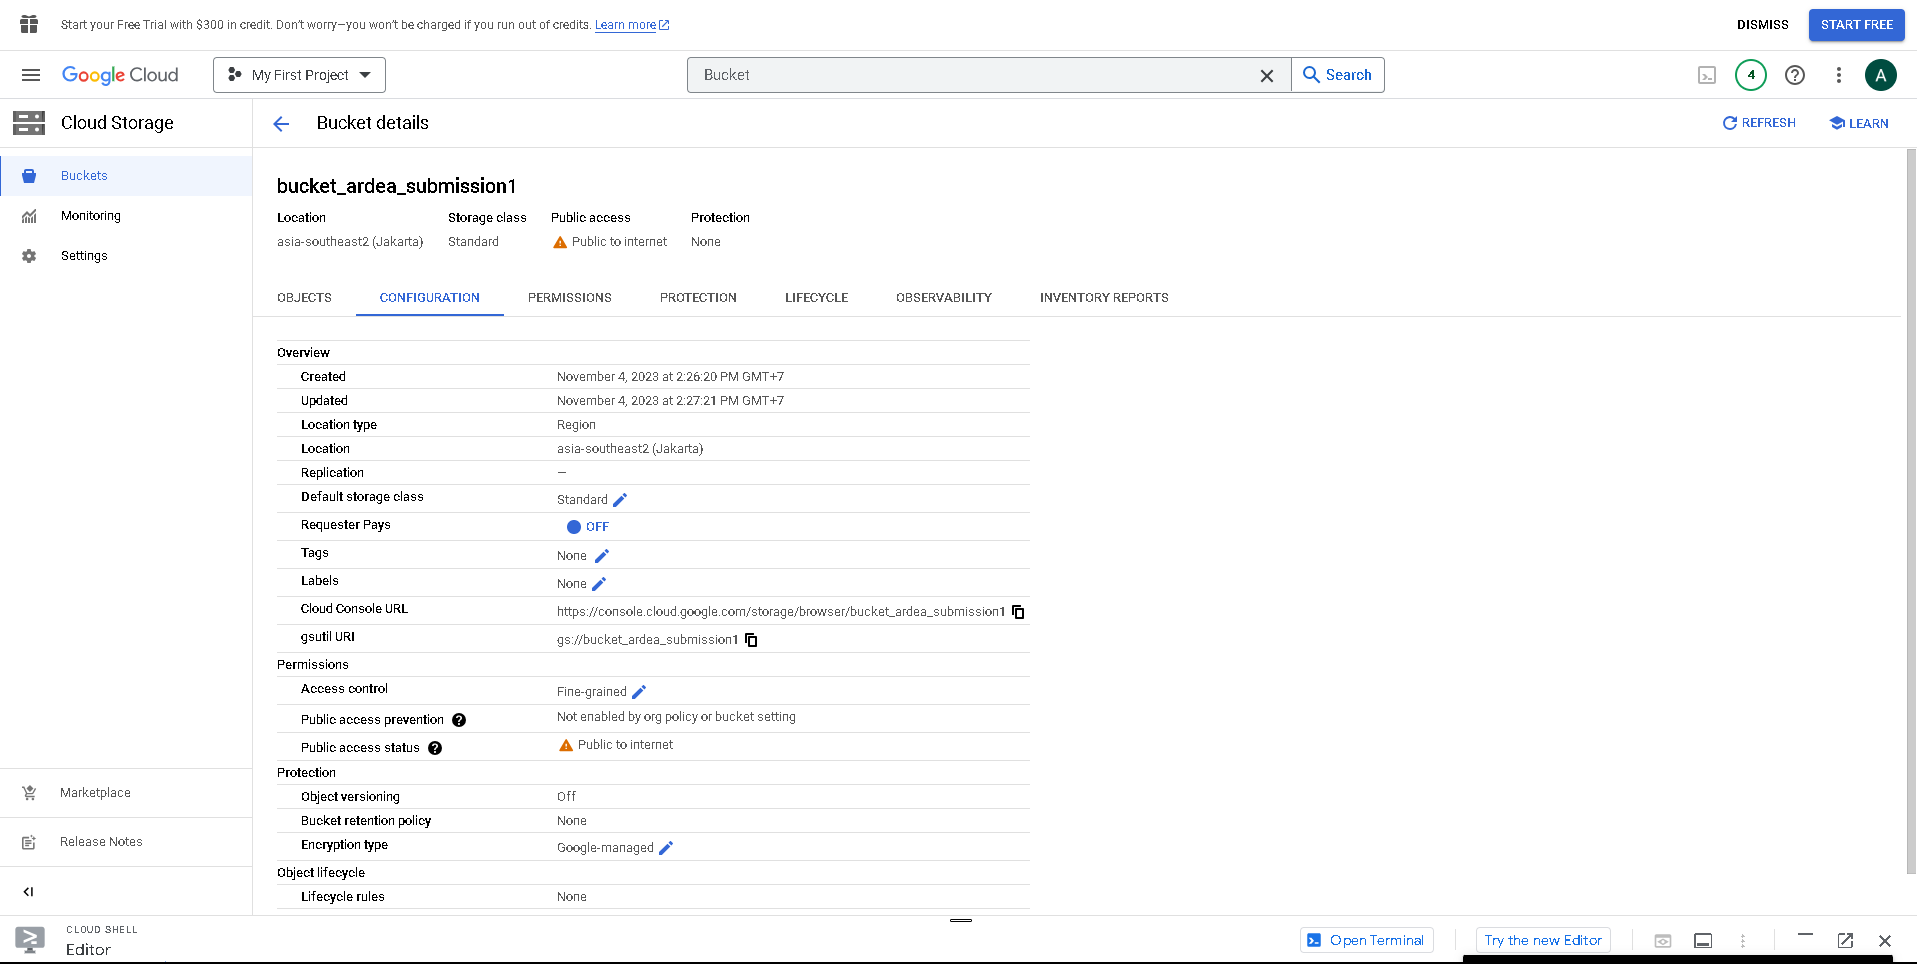 Start your Free Trial with $300 in credit. Don't worry—you won't be charged if you run out of credits. Learn more
DISMISS
START FREE
Google Cloud
My First Project
Bucket
Search
4
A
Cloud Storage
Bucket details
REFRESH
LEARN
Buckets
Monitoring
Settings
bucket_ardea_submission1
Location Storage class Public access Protection
asia-southeast2 (Jakarta) Standard Public to internet None
OBJECTS CONFIGURATION PERMISSIONS PROTECTION LIFECYCLE OBSERVABILITY INVENTORY REPORTS
Overview
Created November 4, 2023 at 2:26:20 PM GMT+7
Updated November 4, 2023 at 2:27:21 PM GMT+7
Location type Region
Location asia-southeast2 (Jakarta)
Replication —
Default storage class Standard
Requester Pays OFF
Tags None
Labels None
Cloud Console URL https://console.cloud.google.com/storage/browser/bucket_ardea_submission1
gsutil URI gs://bucket_ardea_submission1
Permissions
Access control Fine-grained
Public access prevention Not enabled by org policy or bucket setting
Public access status Public to internet
Protection
Object versioning Off
Bucket retention policy None
Encryption type Google-managed
Object lifecycle
Lifecycle rules None
Marketplace
Release Notes
CLOUD SHELL
Editor
Open Terminal
Try the new Editor